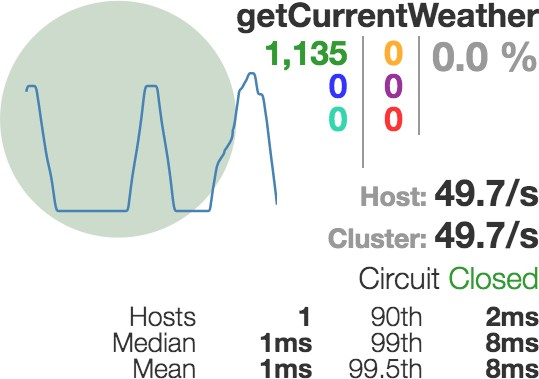 getCurrentWeather
1,135 0 0.0 %
0 0
0 0
Host: 49.7/s
Cluster: 49.7/s
Circuit Closed
Hosts 1 90th 2ms
Median 1ms 99th 8ms
Mean 1ms 99.5th 8ms